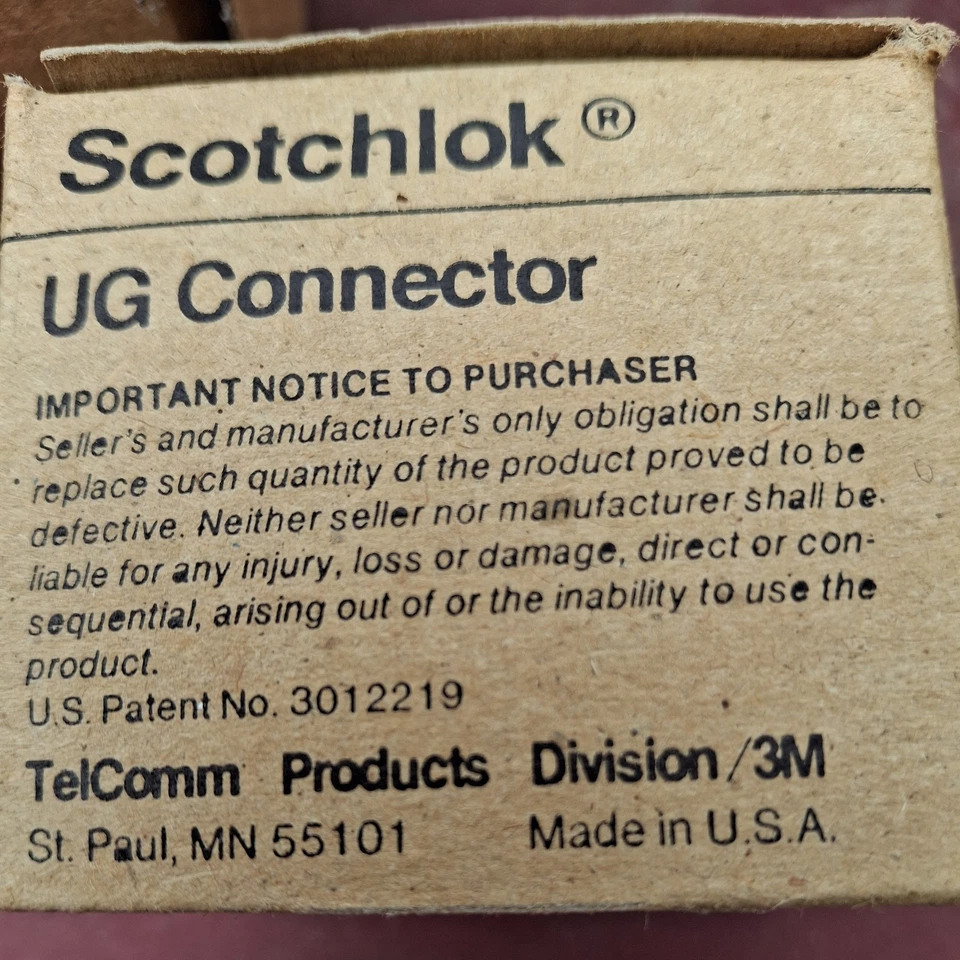 Scotchlok®
UG Connector
IMPORTANT NOTICE TO PURCHASER
Seller's and manufacturer's only obligation shall be to
replace such quantity of the product proved to be
defective. Neither seller nor manufacturer shall be
liable for any injury, loss or damage, direct or con-
sequential, arising out of or the inability to use the
product.
U.S. Patent No. 3012219
TelComm Products Division/3M
St. Paul, MN 55101 Made in U.S.A.